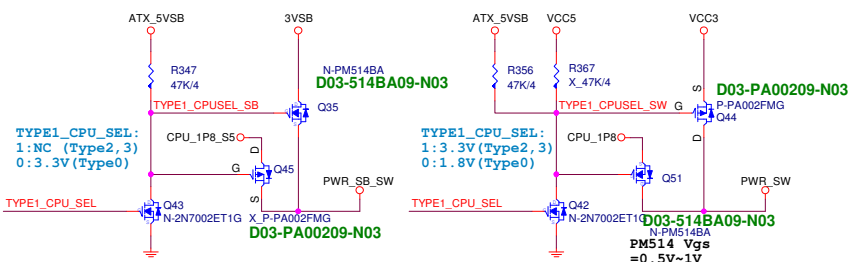 ATX_5VSB
3VSB
R347
47K/4
N-PM514BA
D03-514BA09-N03
TYPE1_CPUSEL_SB
Q35
TYPE1_CPU_SEL:
1:NC (Type2,3)
0:3.3V(Type0)
CPU_1P8_S5
D
G
Q45
S
PWR_SB_SW
TYPE1_CPU_SEL
Q43
N-2N7002ET1G
X_P-PA002FMG
D03-PA00209-N03
ATX_5VSB
VCC5
VCC3
R356
47K/4
R367
X_47K/4
S
D03-PA00209-N03
TYPE1_CPUSEL_SW
G
P-PA002FMG
Q44
D
TYPE1_CPU_SEL:
1:3.3V(Type2,3)
0:1.8V(Type0)
CPU_1P8
Q51
PWR_SW
TYPE1_CPU_SEL
Q42
N-2N7002ET1G
D03-514BA09-N03
N-PM514BA
PM514 Vgs
=0.5V~1V